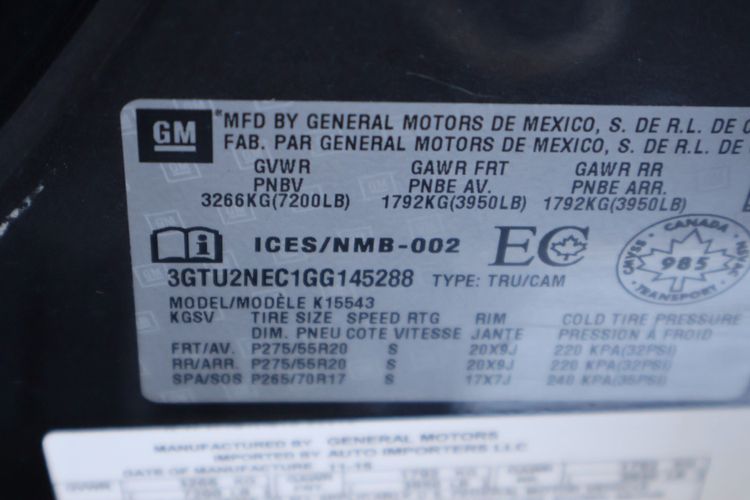 GM
*MFD BY GENERAL MOTORS DE MEXICO, S. DE R.L. DE C
FAB. PAR GENERAL MOTORS DE MEXICO, S. DE R.L. DE
GVWR GAWR FRT GAWR RR
PNBV PNBE AV. PNBE ARR.
3266KG(7200LB) 1792KG(3950LB) 1792KG(3950LB)
i ICES/NMB-002 EC
CANADA
CMVSS 985 NSVAC
TRANSPORT
3GTU2NEC1GG145288 TYPE: TRU/CAM
MODEL/MODÈLE K15543
KGSV TIRE SIZE SPEED RTG RIM COLD TIRE PRESSURE
DIM. PNEU COTE VITESSE JANTE PRESSION A FROID
FRT/AV. P275/55R20 S 20X9J 220 KPA(32PSI)
RR/ARR. P275/55R20 S 20X9J 220 KPA(32PSI)
SPA/SOS P265/70R17 S 17X7J 240 KPA(35PSI)
MANUFACTURED BY GENERAL MOTORS
IMPORTED BY AUTO IMPORTERS LLC
DATE OF MANUFACTURE 11-15